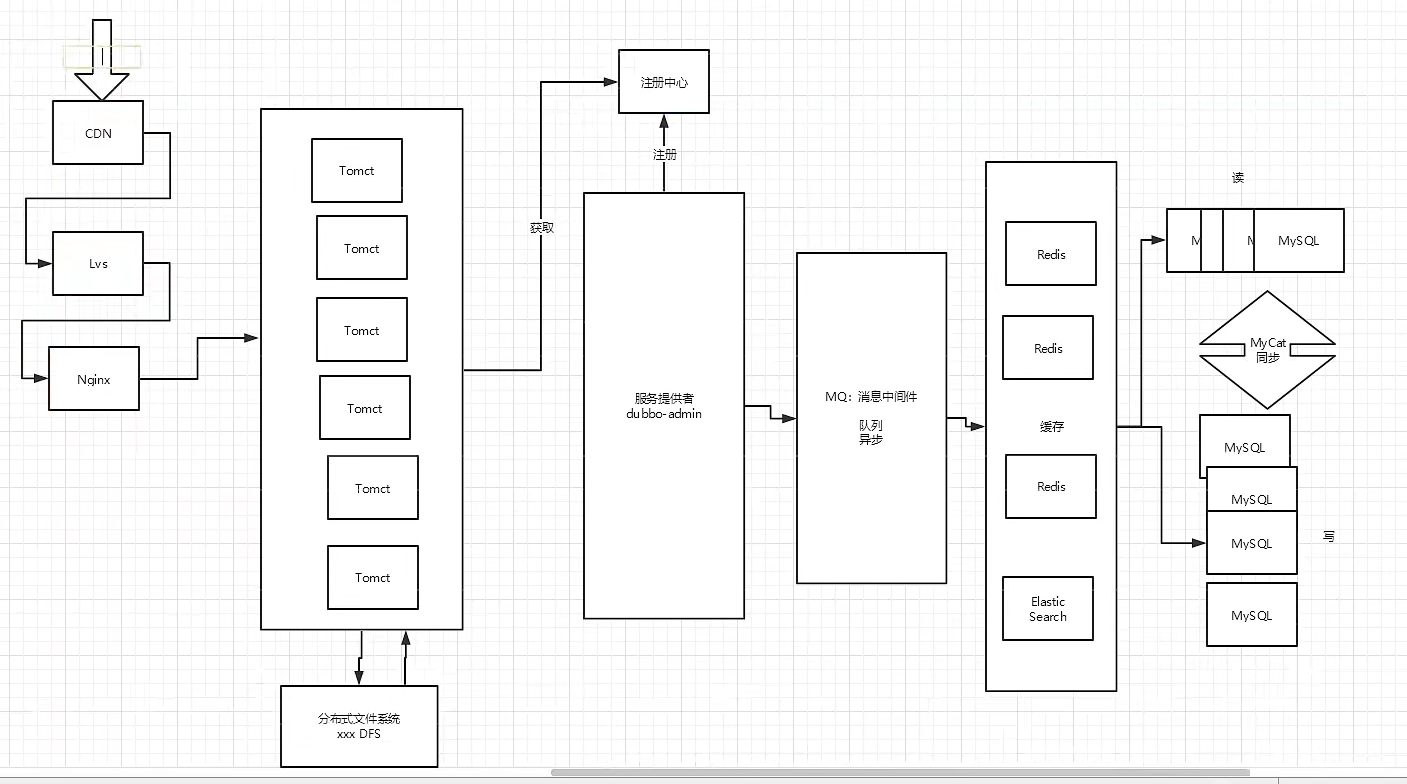 CDN
Lvs
Nginx
Tomct
Tomct
Tomct
Tomct
Tomct
Tomct
分布式文件系统
xxx DFS
获取
注册中心
注册
服务提供者
dubbo-admin
MQ：消息中间件
队列
异步
Redis
Redis
缓存
Redis
Elastic
Search
读
M
M
MySQL
MyCat
同步
MySQL
MySQL
MySQL
写
MySQL